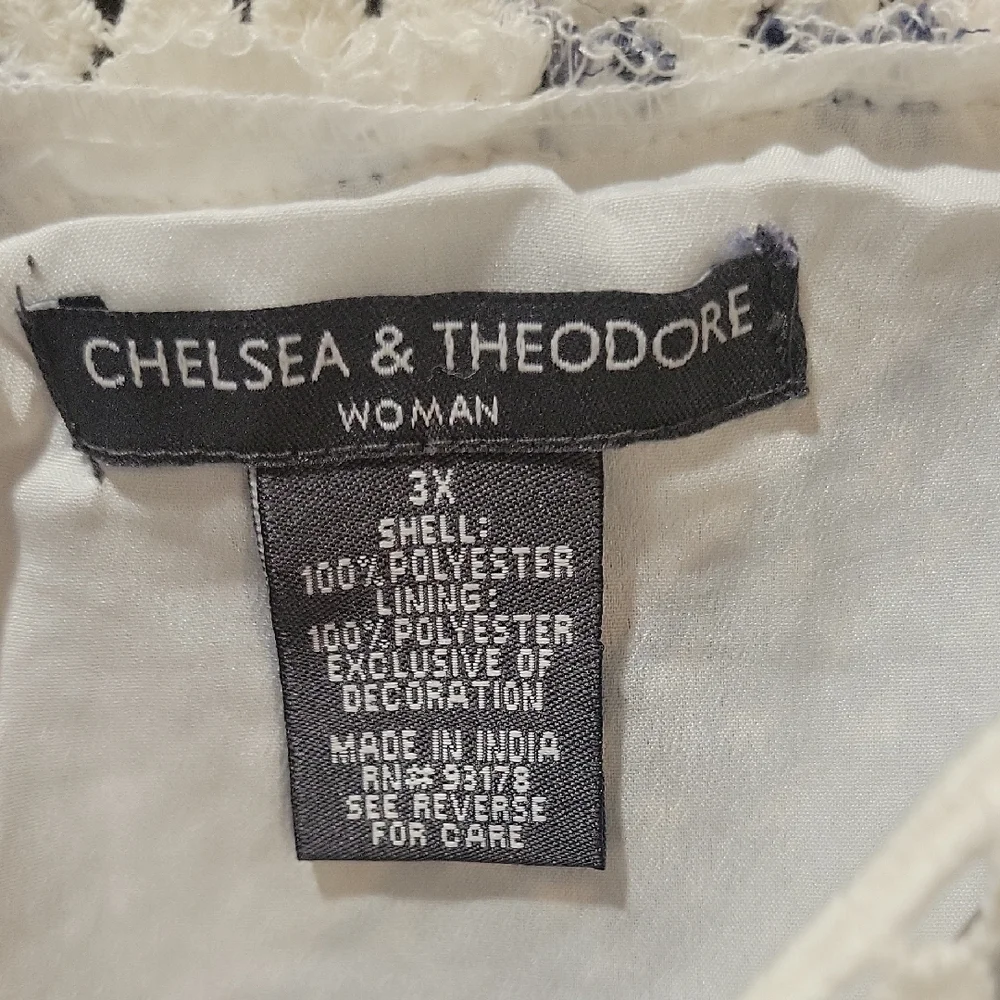 CHELSEA & THEODORE
WOMAN
3X
SHELL:
100% POLYESTER
LINING:
100% POLYESTER
EXCLUSIVE OF
DECORATION
MADE IN INDIA
RN# 93178
SEE REVERSE
FOR CARE